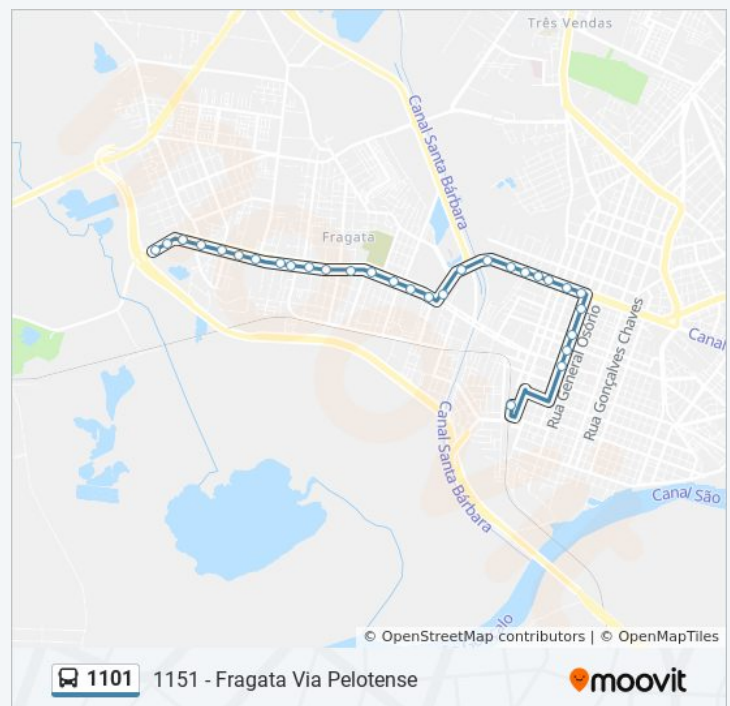 Três Vendas
Canal Santa Bárbara
Fragata
Rua General Osório
Rua Gonçalves Chaves
Canal
Canal Santa Bárbara
Canal São
elo
© OpenStreetMap contributors | © OpenMapTiles
1101 1151 - Fragata Via Pelotense
moovit